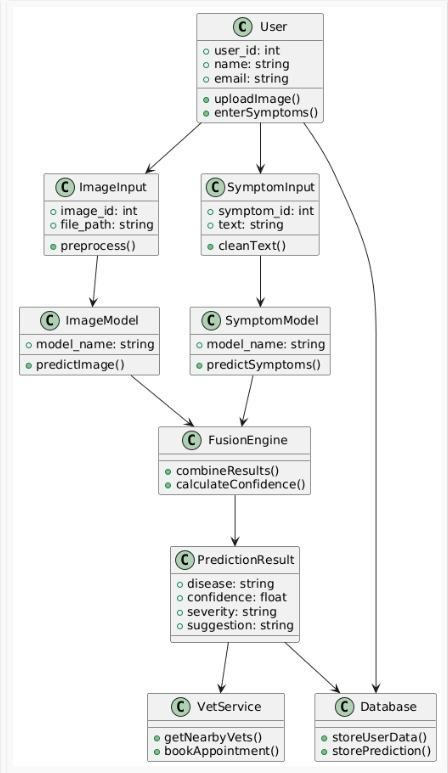 C User
user_id: int
name: string
email: string
uploadImage()
enterSymptoms()
C ImageInput
image_id: int
file_path: string
preprocess()
C SymptomInput
symptom_id: int
text: string
cleanText()
C ImageModel
model_name: string
predictImage()
C SymptomModel
model_name: string
predictSymptoms()
C FusionEngine
combineResults()
calculateConfidence()
C PredictionResult
disease: string
confidence: float
severity: string
suggestion: string
C VetService
getNearbyVets()
bookAppointment()
C Database
storeUserData()
storePrediction()